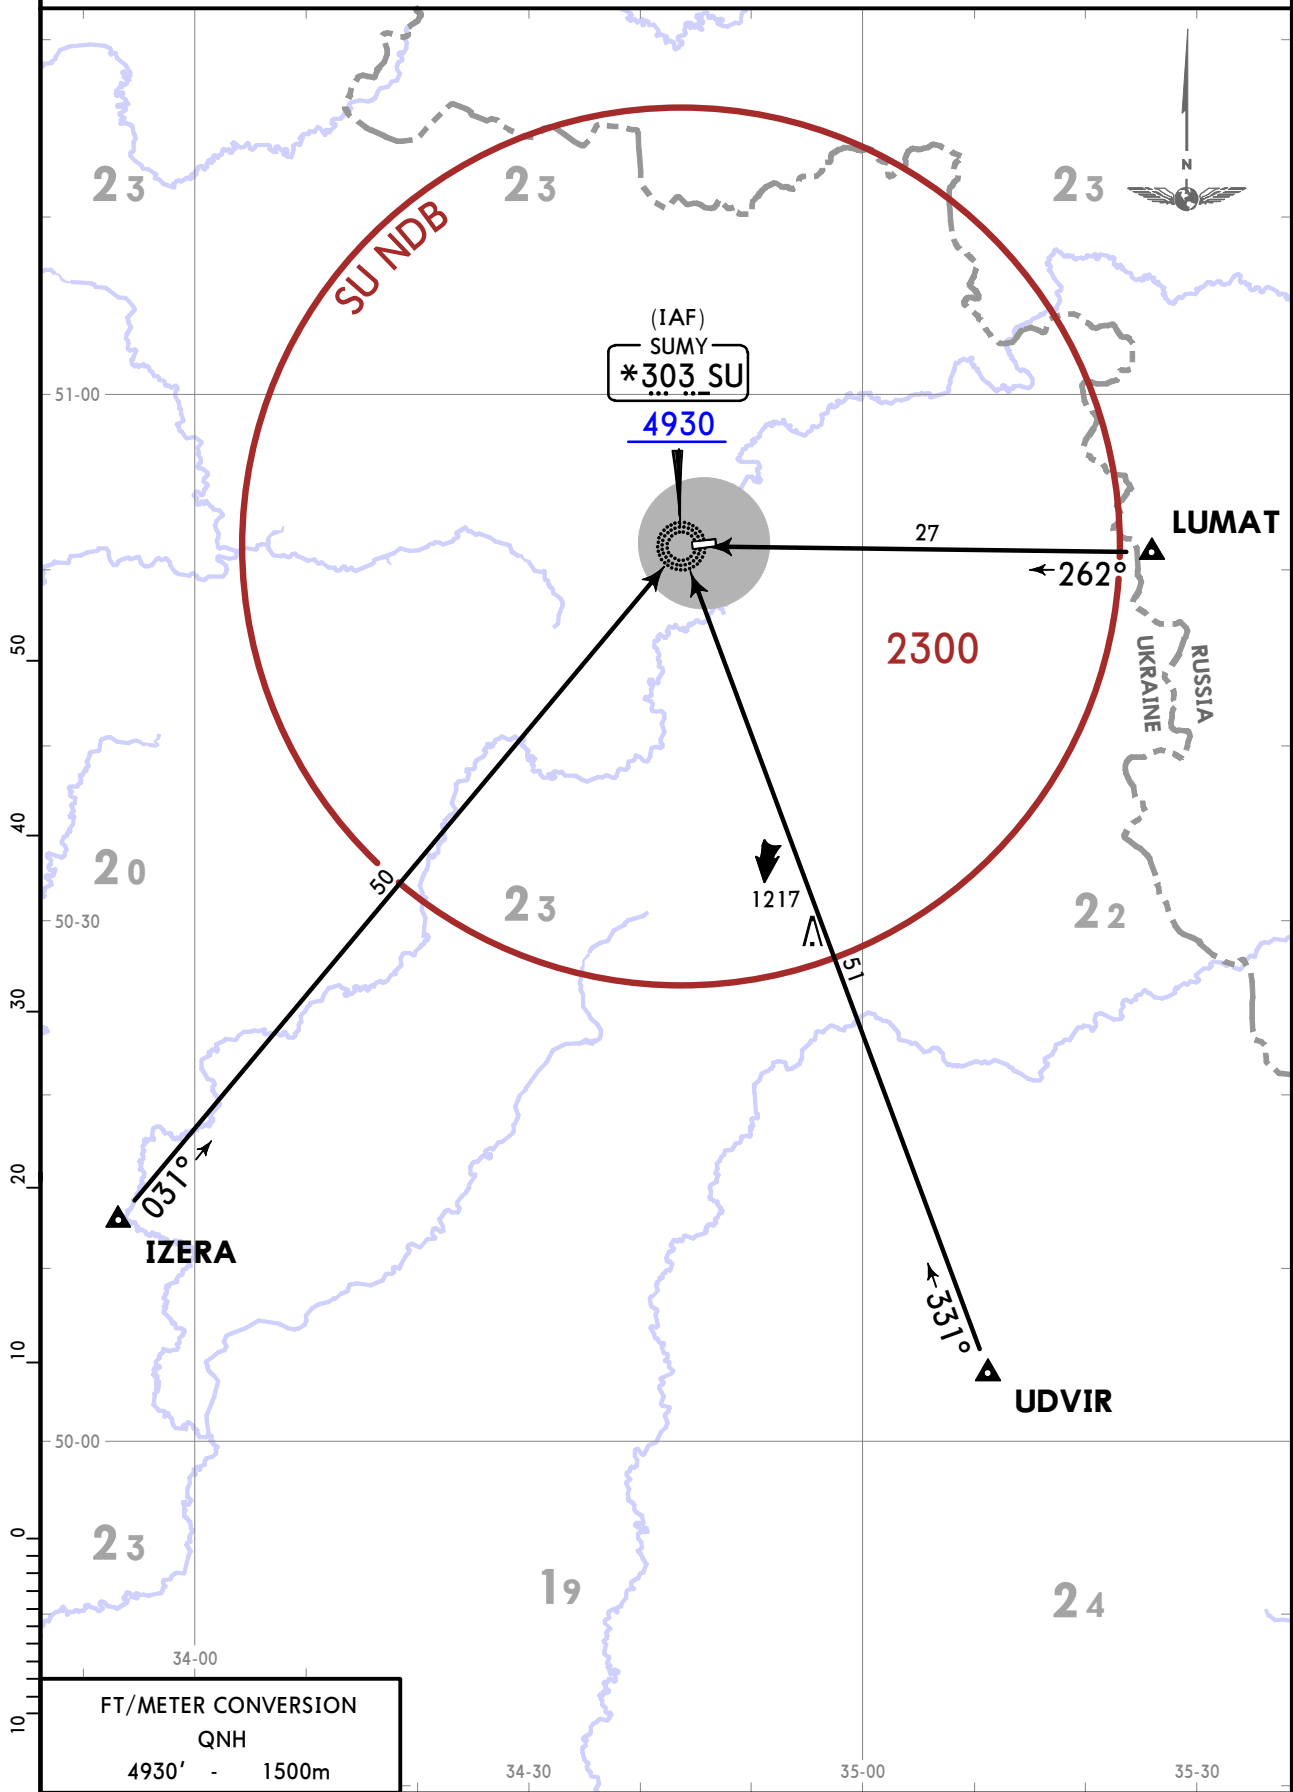 23
23
23
N
SU NDB
(IAF)
SUMY
*303 SU
4930
51-00
LUMAT
27
262°
2300
RUSSIA
UKRAINE
50
40
30
20
10
0
10
20
23
22
50
1217
50-30
51
031°
IZERA
331°
UDVIR
50-00
23
19
24
34-00
FT/METER CONVERSION
QNH
4930' - 1500m
34-30
35-00
35-30